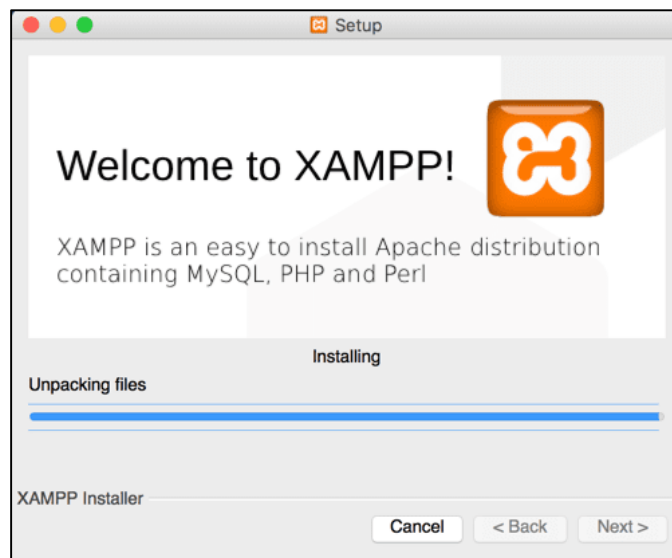 Setup
Welcome to XAMPP!
XAMPP is an easy to install Apache distribution
containing MySQL, PHP and Perl
Installing
Unpacking files
XAMPP Installer
Cancel
< Back
Next >